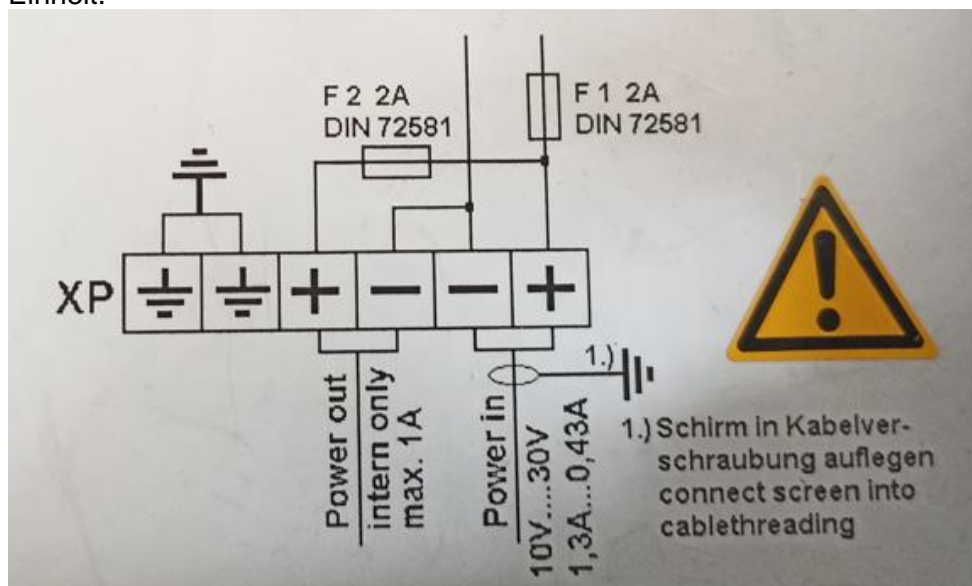 Einheit:
F 2 2A
DIN 72581
F 1 2A
DIN 72581
XP
+
−
−
+
Power out
intern only
max. 1A
Power in
10V....30V
1,3A...0,43A
1.)
1.) Schirm in Kabelver-
schraubung auflegen
connect screen into
cablethreading